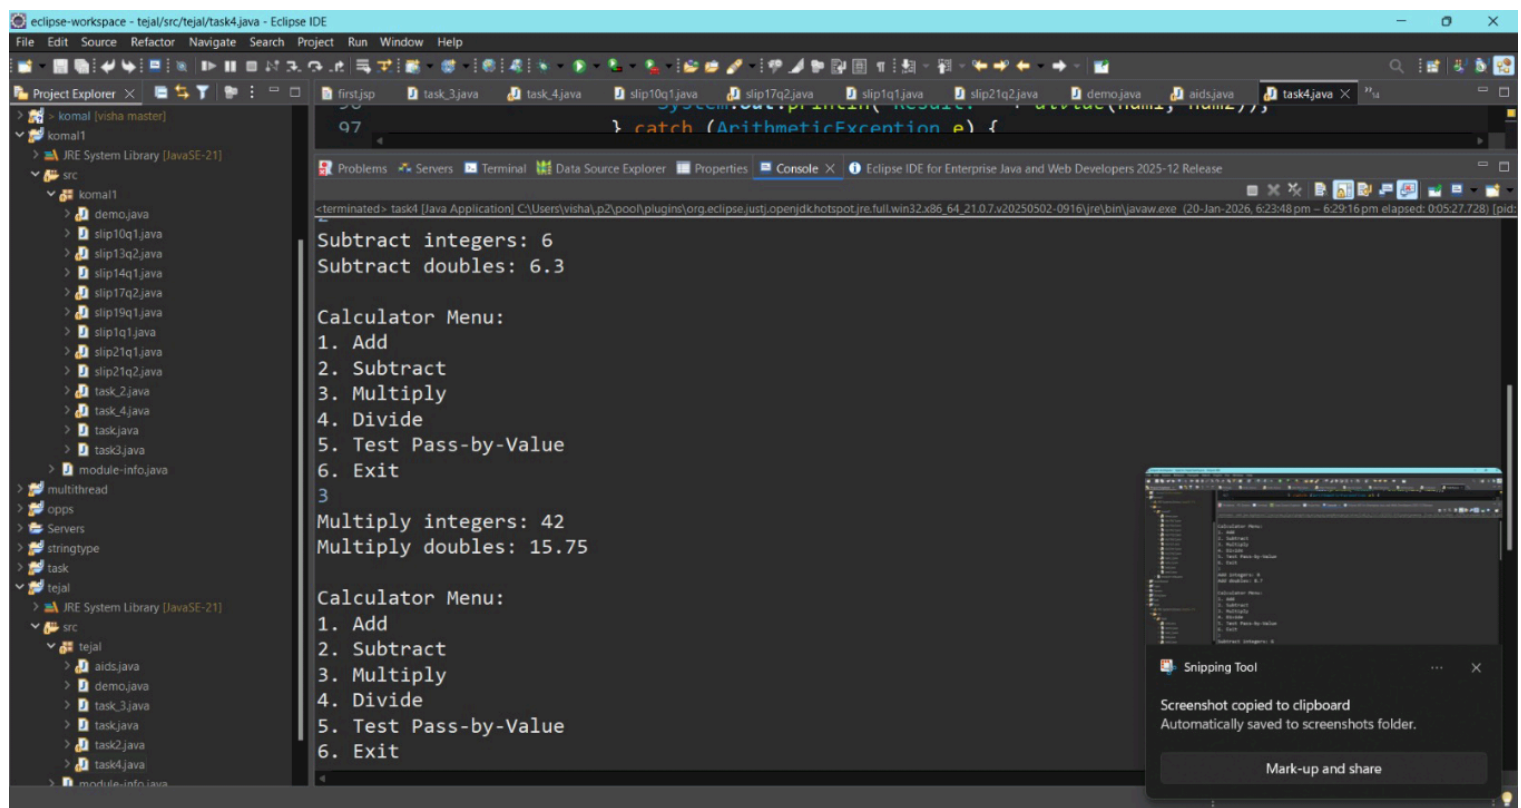 eclipse-workspace - tejal/src/tejal/task4.java - Eclipse IDE
File Edit Source Refactor Navigate Search Project Run Window Help
Project Explorer
first.jsp task_3.java task_4.java slip10q1.java slip17q2.java slip1q1.java slip21q2.java demo.java aids.java task4.java
> komal [visha master]
komal1
JRE System Library [JavaSE-21]
src
komal1
demo.java
slip10q1.java
slip13q2.java
slip14q1.java
slip17q2.java
slip19q1.java
slip1q1.java
slip21q1.java
slip21q2.java
task_2.java
task_4.java
task.java
task3.java
module-info.java
multithread
opps
Servers
stringtype
task
tejal
JRE System Library [JavaSE-21]
src
tejal
aids.java
demo.java
task_3.java
task.java
task2.java
task4.java
module-info.java
97 } catch (ArithmeticException e) {
Problems Servers Terminal Data Source Explorer Properties Console Eclipse IDE for Enterprise Java and Web Developers 2025-12 Release
<terminated> task4 [Java Application] C:\Users\visha\.p2\pool\plugins\org.eclipse.justj.openjdk.hotspot.jre.full.win32.x86_64_21.0.7.v20250502-0916\jre\bin\javaw.exe (20-Jan-2026, 6:23:48 pm – 6:29:16 pm elapsed: 0:05:27.728) [pid:
Subtract integers: 6
Subtract doubles: 6.3
Calculator Menu:
1. Add
2. Subtract
3. Multiply
4. Divide
5. Test Pass-by-Value
6. Exit
3
Multiply integers: 42
Multiply doubles: 15.75
Calculator Menu:
1. Add
2. Subtract
3. Multiply
4. Divide
5. Test Pass-by-Value
6. Exit
Snipping Tool
Screenshot copied to clipboard
Automatically saved to screenshots folder.
Mark-up and share